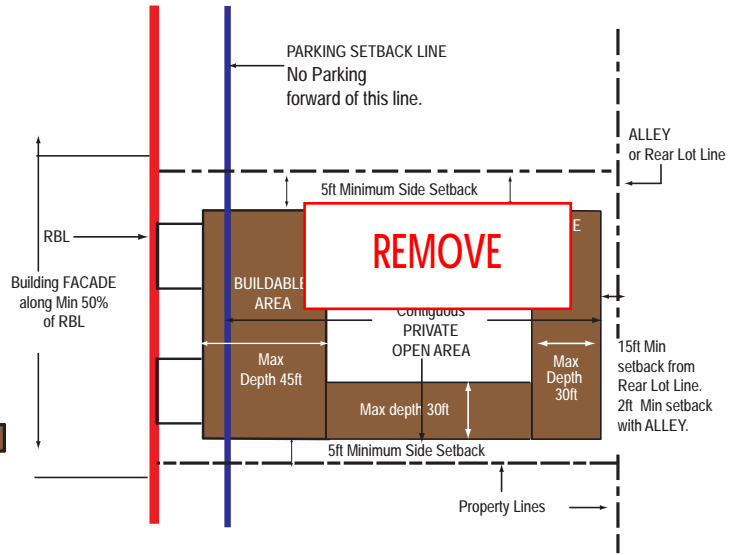 PARKING SETBACK LINE
No Parking
forward of this line.
ALLEY
or Rear Lot Line
5ft Minimum Side Setback
RBL
Building FACADE
along Min 50%
of RBL
REMOVE
E
BUILDABLE
AREA
Contiguous
PRIVATE
OPEN AREA
Max
Depth 45ft
Max
Depth
30ft
Max depth 30ft
15ft Min
setback from
Rear Lot Line.
2ft Min setback
with ALLEY.
5ft Minimum Side Setback
Property Lines